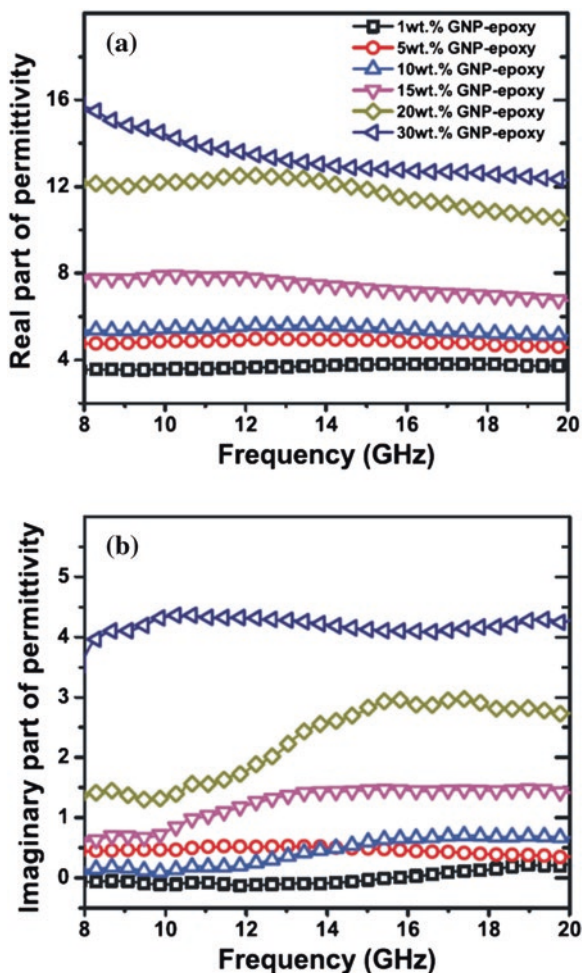 (a)
1wt.% GNP-epoxy
5wt.% GNP-epoxy
10wt.% GNP-epoxy
15wt.% GNP-epoxy
20wt.% GNP-epoxy
30wt.% GNP-epoxy
Real part of permittivity
16
12
8
4
8 10 12 14 16 18 20
Frequency (GHz)
(b)
Imaginary part of permittivity
5
4
3
2
1
0
8 10 12 14 16 18 20
Frequency (GHz)